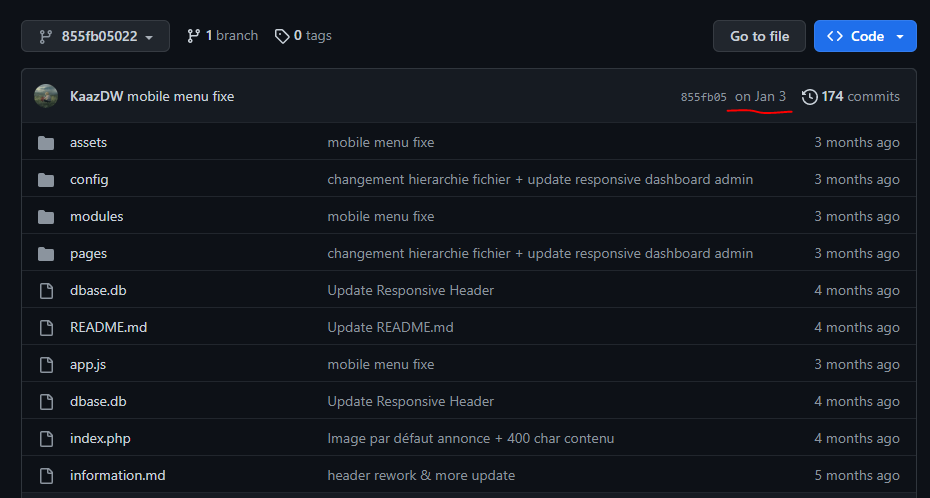 855fb05022 1 branch 0 tags Go to file Code
KaazDW mobile menu fixe 855fb05 on Jan 3 174 commits
assets mobile menu fixe 3 months ago
config changement hierarchie fichier + update responsive dashboard admin 3 months ago
modules mobile menu fixe 3 months ago
pages changement hierarchie fichier + update responsive dashboard admin 3 months ago
dbase.db Update Responsive Header 4 months ago
README.md Update README.md 4 months ago
app.js mobile menu fixe 3 months ago
dbase.db Update Responsive Header 4 months ago
index.php Image par défaut annonce + 400 char contenu 4 months ago
information.md header rework & more update 5 months ago